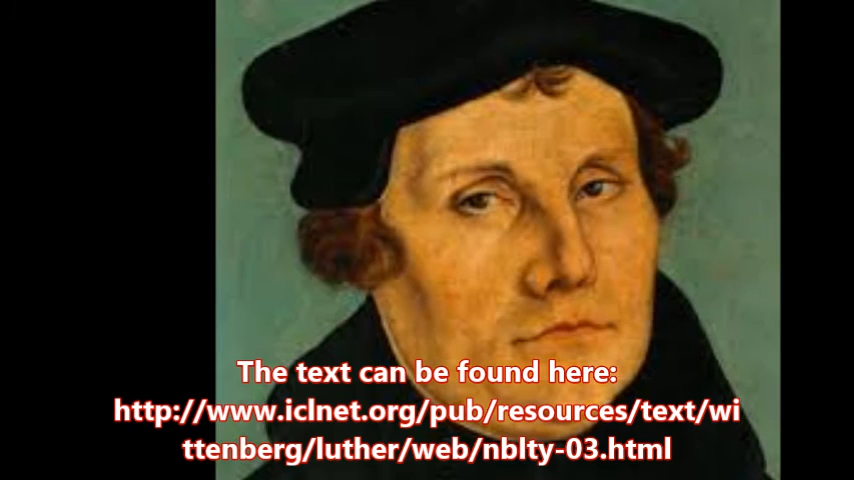 The text can be found here:
http://www.iclnet.org/pub/resources/text/wi
ttenberg/luther/web/nblty-03.html